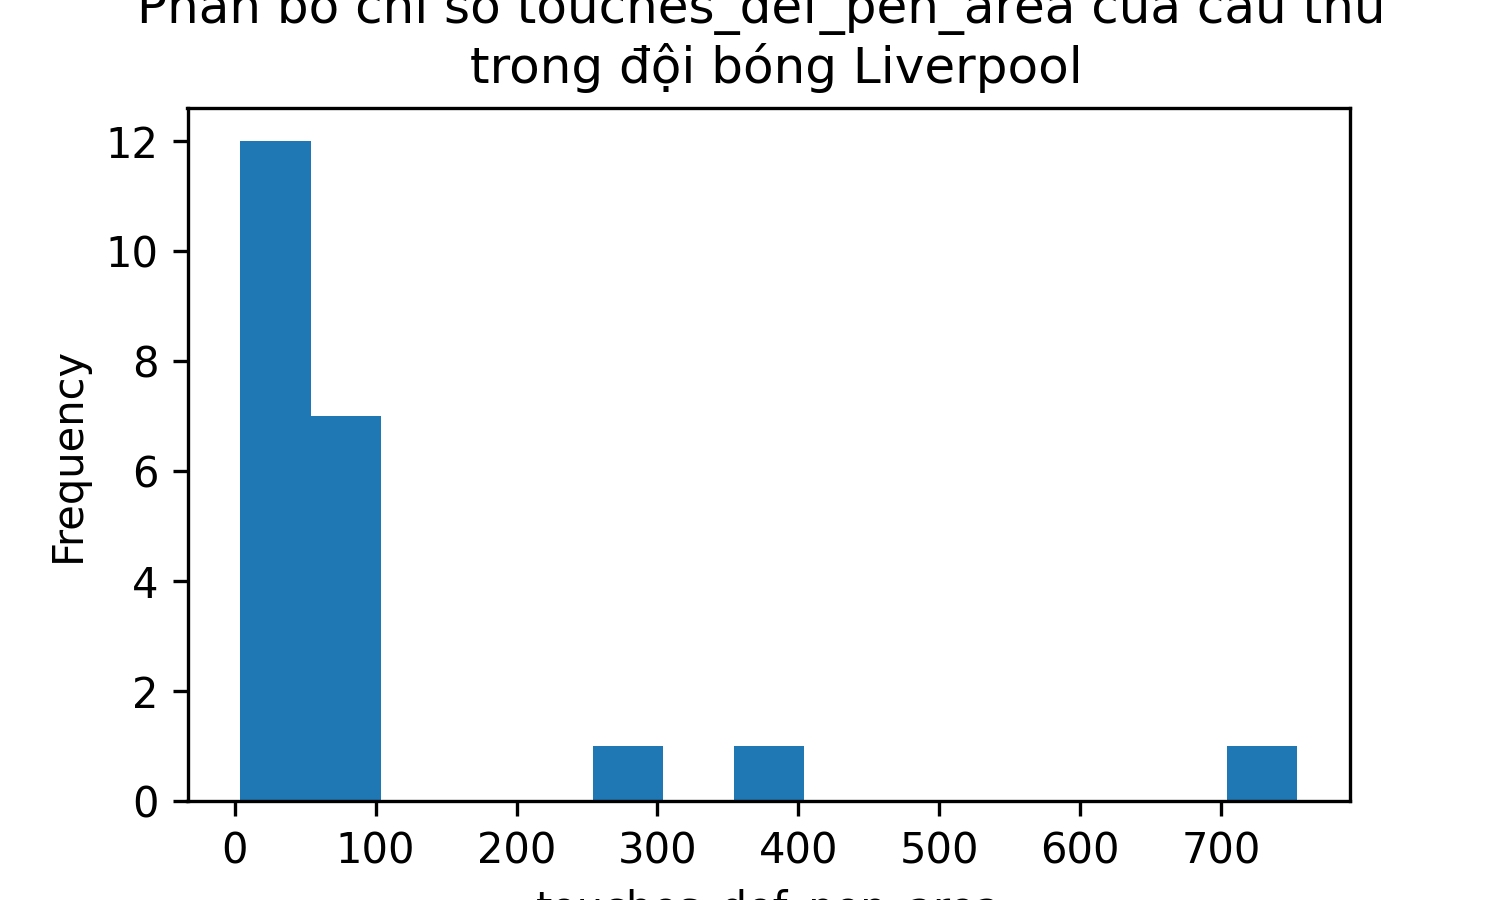 Phân bố chỉ số touches_def_pen_area của cầu thủ
trong đội bóng Liverpool
12
10
8
6
4
2
0
Frequency
0 100 200 300 400 500 600 700
touches_def_pen_area